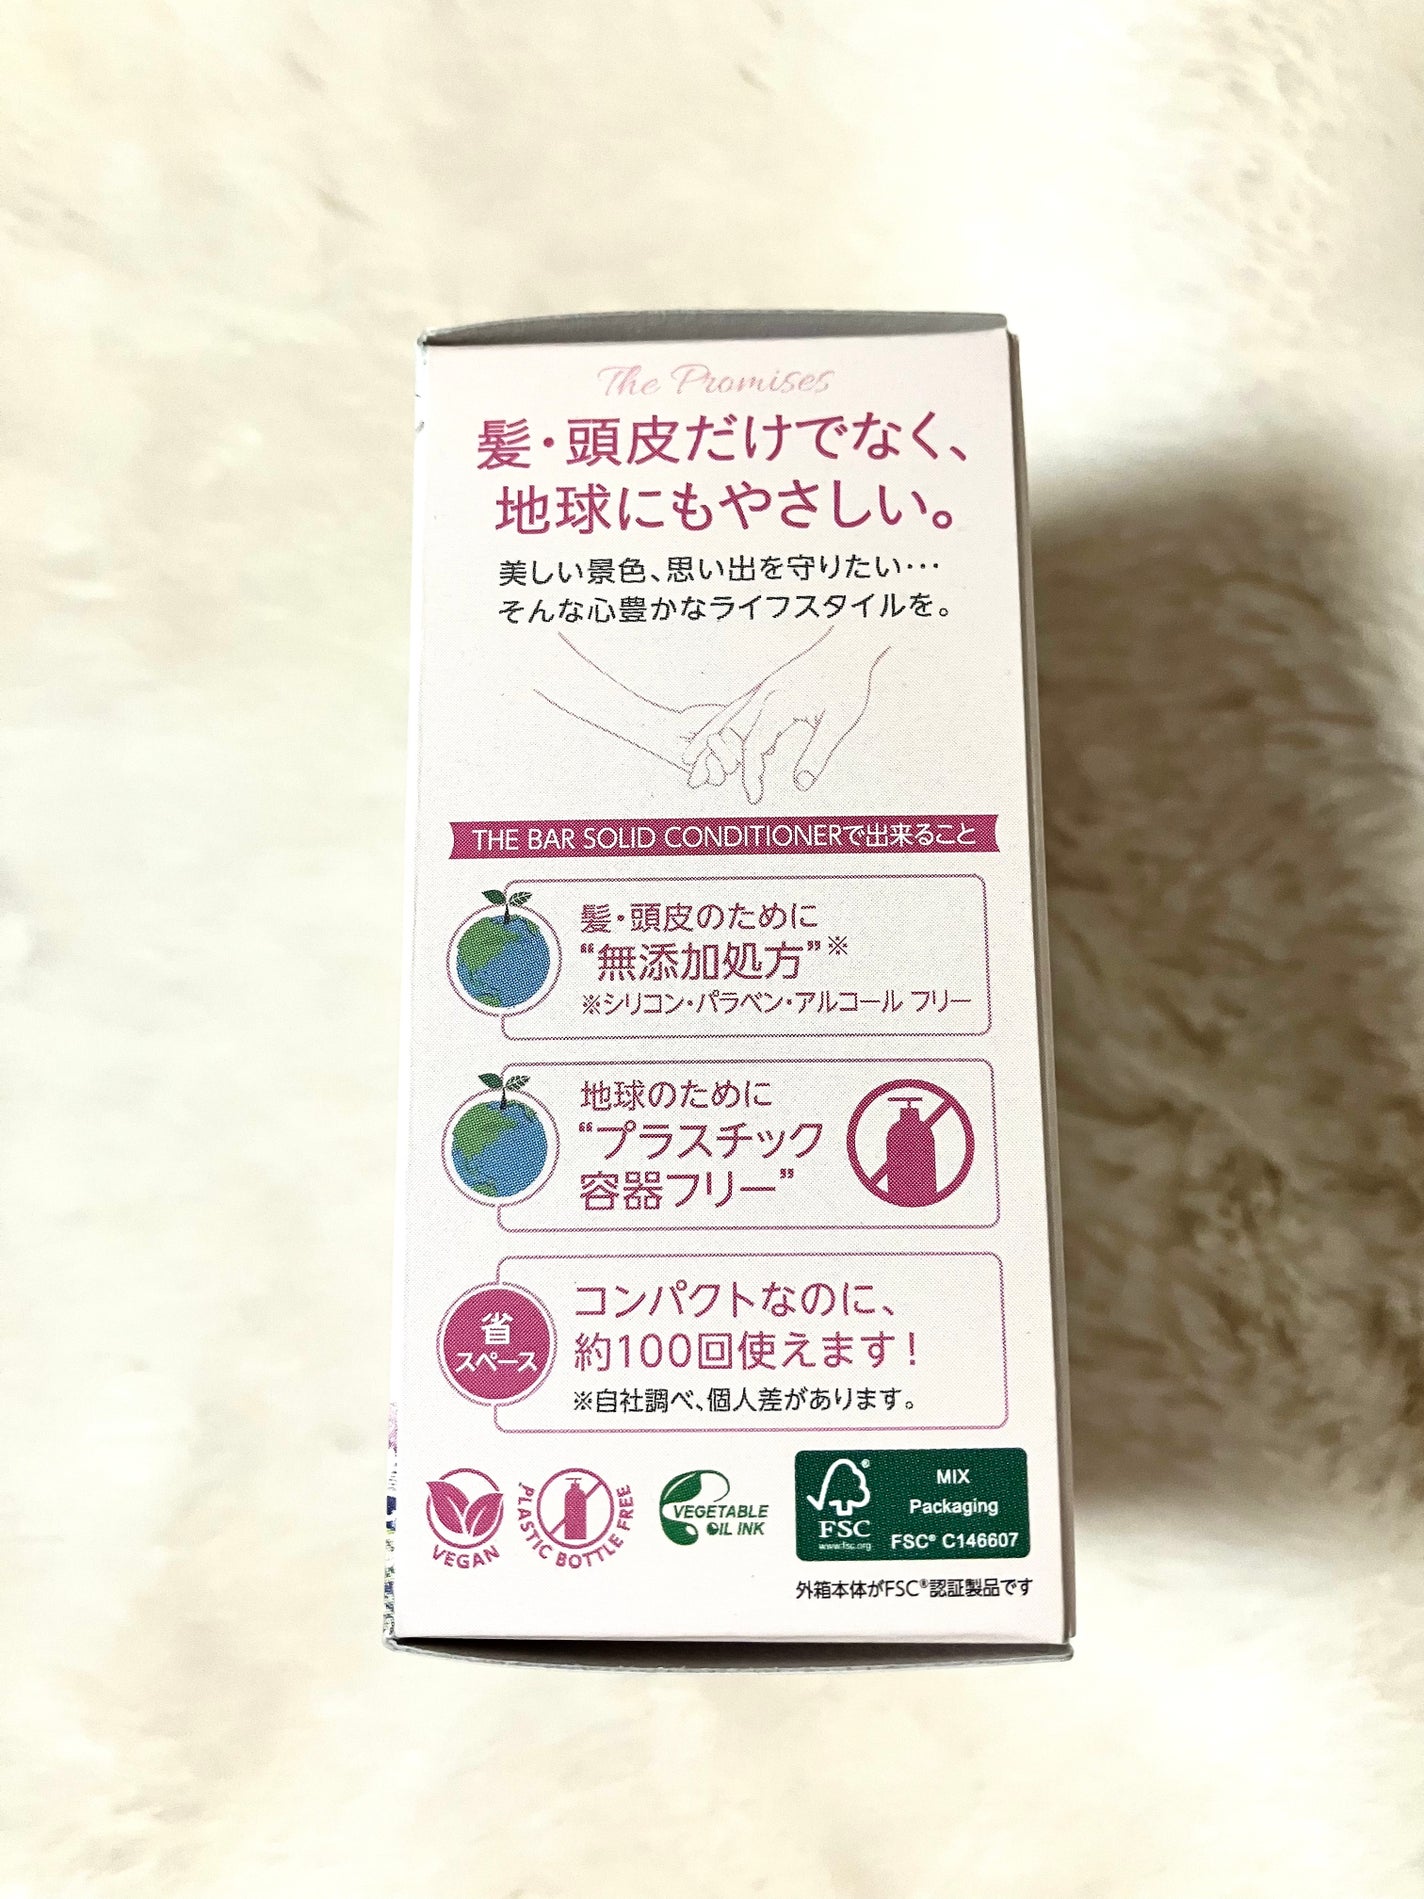 The Promises
髪・頭皮だけでなく、
地球にもやさしい。
美しい景色、思い出を守りたい…
そんな心豊かなライフスタイルを。
THE BAR SOLID CONDITIONERで出来ること
髪・頭皮のために
“無添加処方”※
※シリコン・パラベン・アルコール フリー
地球のために
“プラスチック
容器フリー”
省
スペース
コンパクトなのに、
約100回使えます！
※自社調べ、個人差があります。
VEGAN
PLASTIC BOTTLE FREE
VEGETABLE
OIL INK
FSC
www.fsc.org
MIX
Packaging
FSC® C146607
外箱本体がFSC®認証製品です